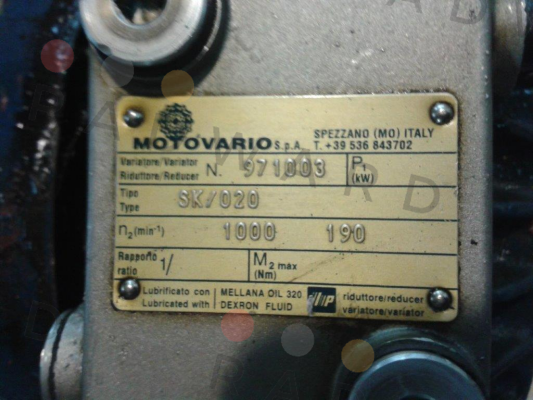 MOTOVARIO S.p.A. SPEZZANO (MO) ITALY
T. +39 536 843702
Variatore/Variator
Riduttore/Reducer N. 971003 P1 (kW)
Tipo
Type SK/020
n2 (min-1) 1000 190
Rapporto
ratio 1/ M2 max (Nm)
Lubrificato con MELLANA OIL 320 IP riduttore/reducer
Lubricated with DEXRON FLUID variatore/variator